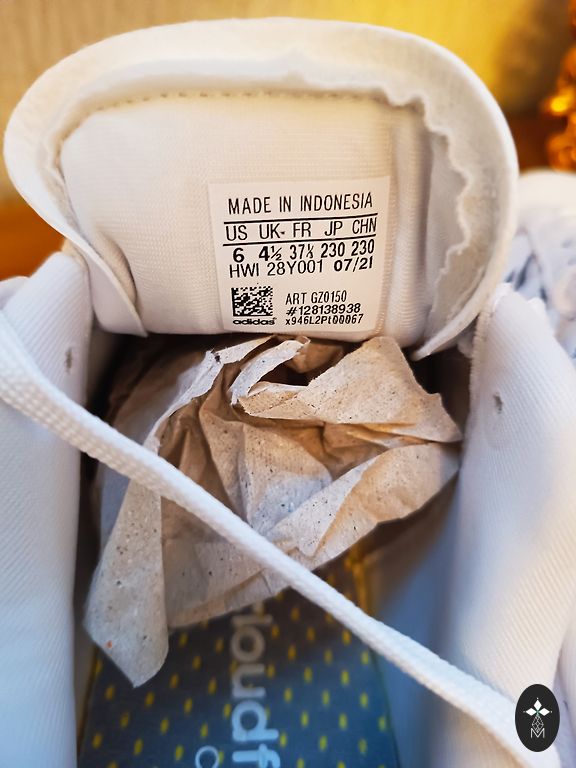 MADE IN INDONESIA
US UK FR JP CHN
6 4½ 37⅓ 230 230
HWI 28Y001 07/21
ART GZ0150
#128138938
adidas x946L2Pt00067
M